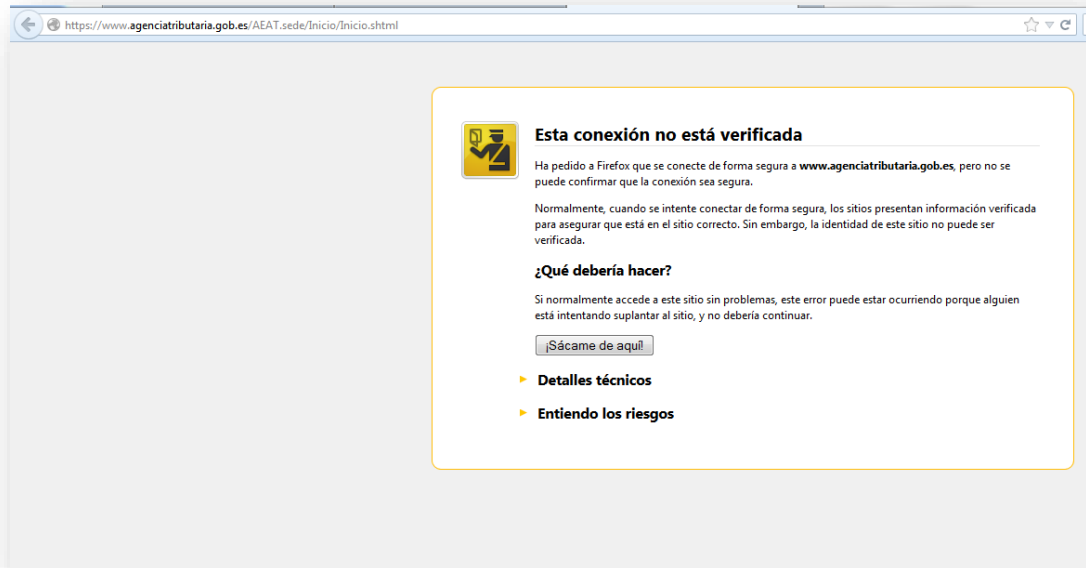 https://www.agenciatributaria.gob.es/AEAT.sede/Inicio/Inicio.shtml
Esta conexión no está verificada
Ha pedido a Firefox que se conecte de forma segura a www.agenciatributaria.gob.es, pero no se
puede confirmar que la conexión sea segura.
Normalmente, cuando se intente conectar de forma segura, los sitios presentan información verificada
para asegurar que está en el sitio correcto. Sin embargo, la identidad de este sitio no puede ser
verificada.
¿Qué debería hacer?
Si normalmente accede a este sitio sin problemas, este error puede estar ocurriendo porque alguien
está intentando suplantar al sitio, y no debería continuar.
¡Sácame de aquí!
Detalles técnicos
Entiendo los riesgos